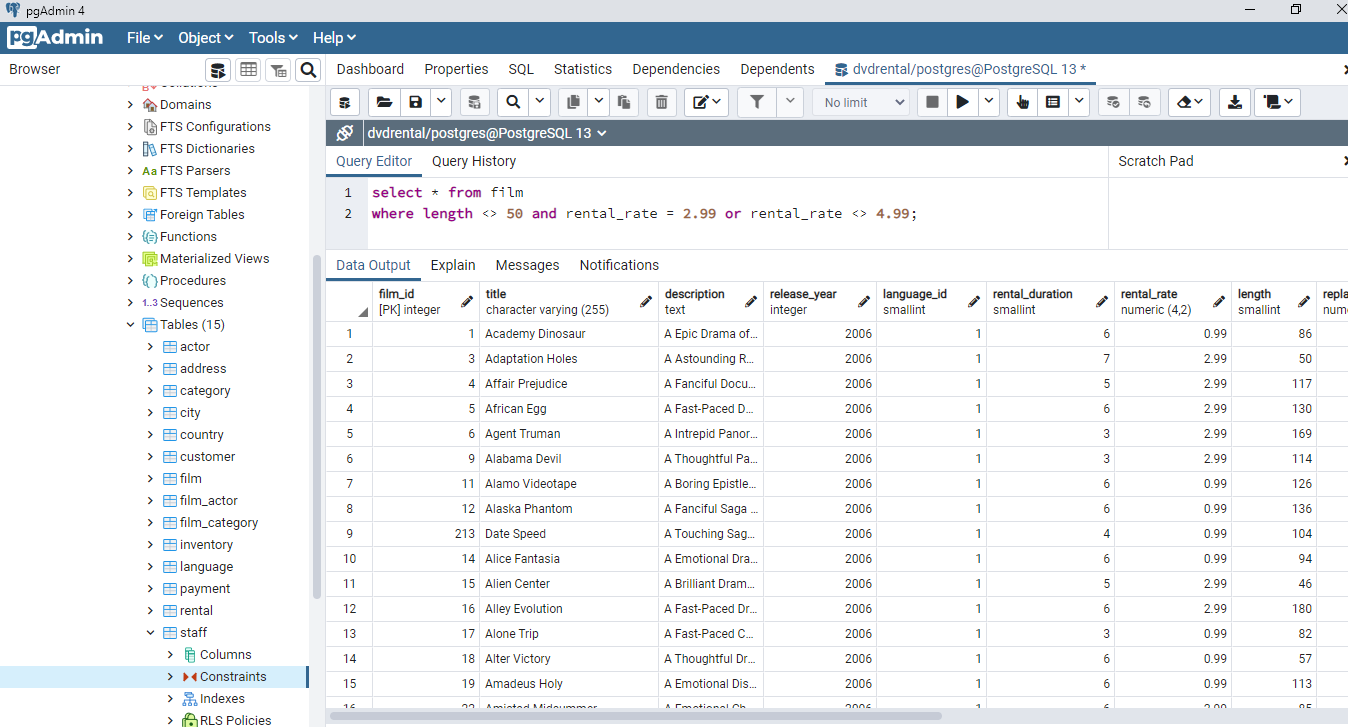 pgAdmin 4
pgAdmin File Object Tools Help
Browser
Dashboard Properties SQL Statistics Dependencies Dependents dvdrental/postgres@PostgreSQL 13 *
No limit
dvdrental/postgres@PostgreSQL 13
Query Editor Query History
Scratch Pad
1 select * from film
2 where length <> 50 and rental_rate = 2.99 or rental_rate <> 4.99;
Domains
FTS Configurations
FTS Dictionaries
Aa FTS Parsers
FTS Templates
Foreign Tables
Functions
Materialized Views
Procedures
1..3 Sequences
Tables (15)
actor
address
category
city
country
customer
film
film_actor
film_category
inventory
language
payment
rental
staff
Columns
Constraints
Indexes
RLS Policies
Data Output Explain Messages Notifications
film_id title description release_year language_id rental_duration rental_rate length repla
[PK] integer character varying (255) text integer smallint smallint numeric (4,2) smallint nume
1 1 Academy Dinosaur A Epic Drama of... 2006 1 6 0.99 86
2 3 Adaptation Holes A Astounding R... 2006 1 7 2.99 50
3 4 Affair Prejudice A Fanciful Docu... 2006 1 5 2.99 117
4 5 African Egg A Fast-Paced D... 2006 1 6 2.99 130
5 6 Agent Truman A Intrepid Panor... 2006 1 3 2.99 169
6 9 Alabama Devil A Thoughtful Pa... 2006 1 3 2.99 114
7 11 Alamo Videotape A Boring Epistle... 2006 1 6 0.99 126
8 12 Alaska Phantom A Fanciful Saga ... 2006 1 6 0.99 136
9 213 Date Speed A Touching Sag... 2006 1 4 0.99 104
10 14 Alice Fantasia A Emotional Dra... 2006 1 6 0.99 94
11 15 Alien Center A Brilliant Dram... 2006 1 5 2.99 46
12 16 Alley Evolution A Fast-Paced Dr... 2006 1 6 2.99 180
13 17 Alone Trip A Fast-Paced C... 2006 1 3 0.99 82
14 18 Alter Victory A Thoughtful Dr... 2006 1 6 0.99 57
15 19 Amadeus Holy A Emotional Dis... 2006 1 6 0.99 113